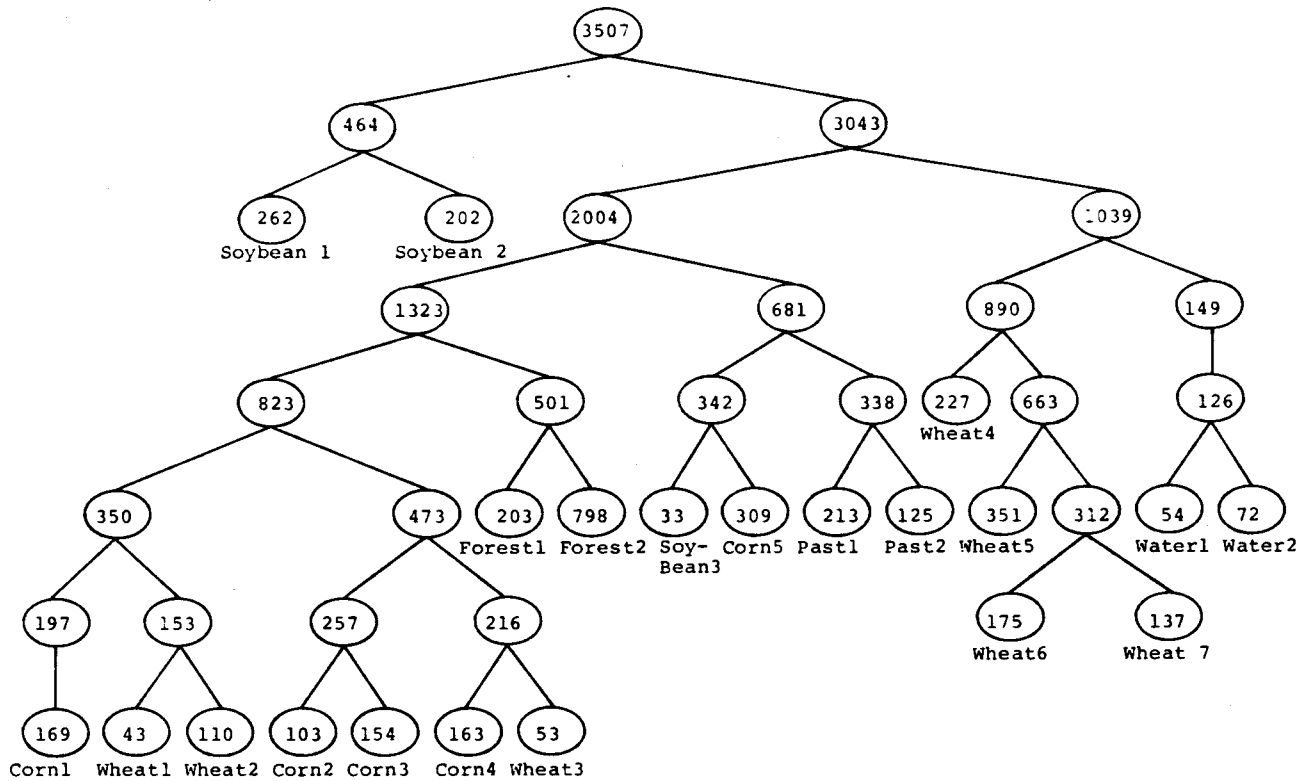 3507
464 3043
262 202 2004 1039
Soybean 1 Soybean 2
1323 681 890 149
823 501 342 338 227 663 126
Wheat4
350 473 203 798 33 309 213 125 351 312 54 72
Forest1 Forest2 Soy- Corn5 Past1 Past2 Wheat5 Water1 Water2
Bean3
197 153 257 216 175 137
Wheat6 Wheat 7
169 43 110 103 154 163 53
Corn1 Wheat1 Wheat2 Corn2 Corn3 Corn4 Wheat3